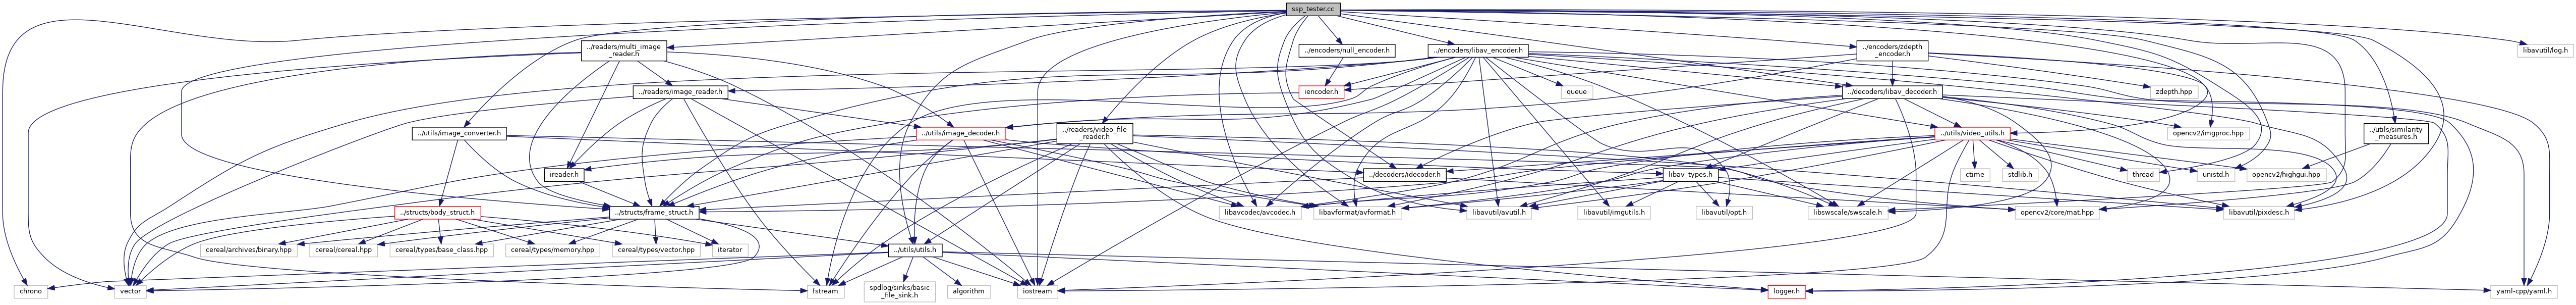 ssp_tester.cc
../readers/multi_image
_reader.h
../encoders/null_encoder.h
../encoders/libav_encoder.h
../encoders/zdepth
_encoder.h
libavutil/log.h
../readers/image_reader.h
iencoder.h
queue
../decoders/libav_decoder.h
zdepth.hpp
../utils/image_converter.h
../utils/image_decoder.h
../readers/video_file
_reader.h
../utils/video_utils.h
opencv2/imgproc.hpp
../utils/similarity
_measures.h
ireader.h
../decoders/idecoder.h
libav_types.h
ctime
stdlib.h
thread
unistd.h
opencv2/highgui.hpp
../structs/body_struct.h
../structs/frame_struct.h
libavcodec/avcodec.h
libavformat/avformat.h
libavutil/avutil.h
libavutil/imgutils.h
libavutil/opt.h
libswscale/swscale.h
opencv2/core/mat.hpp
libavutil/pixdesc.h
cereal/archives/binary.hpp
cereal/cereal.hpp
cereal/types/base_class.hpp
cereal/types/memory.hpp
cereal/types/vector.hpp
iterator
../utils/utils.h
chrono
vector
fstream
spdlog/sinks/basic
_file_sink.h
algorithm
iostream
logger.h
yaml-cpp/yaml.h